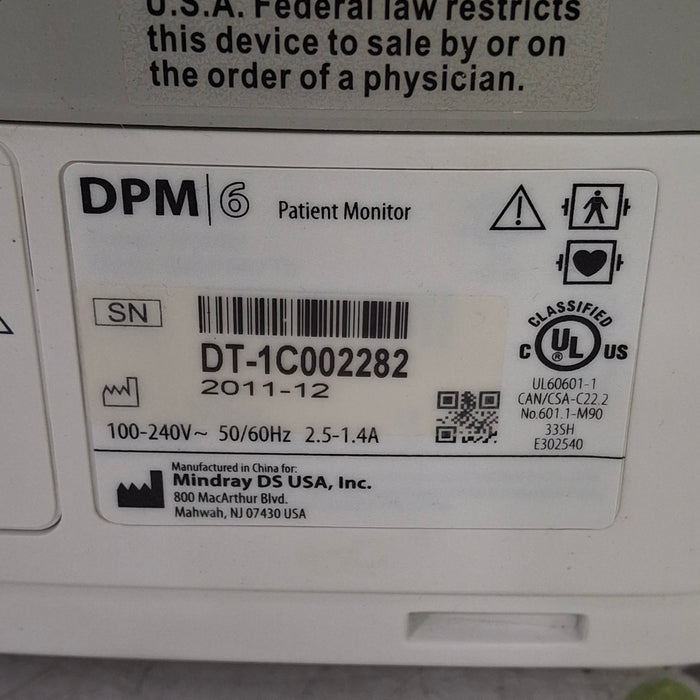 U.S.A. Federal law restricts
this device to sale by or on
the order of a physician.
DPM|6 Patient Monitor
SN
DT-1C002282
2011-12
100-240V~ 50/60Hz 2.5-1.4A
CLASSIFIED
C UL® US
UL60601-1
CAN/CSA-C22.2
No.601.1-M90
33SH
E302540
Manufactured in China for:
Mindray DS USA, Inc.
800 MacArthur Blvd.
Mahwah, NJ 07430 USA